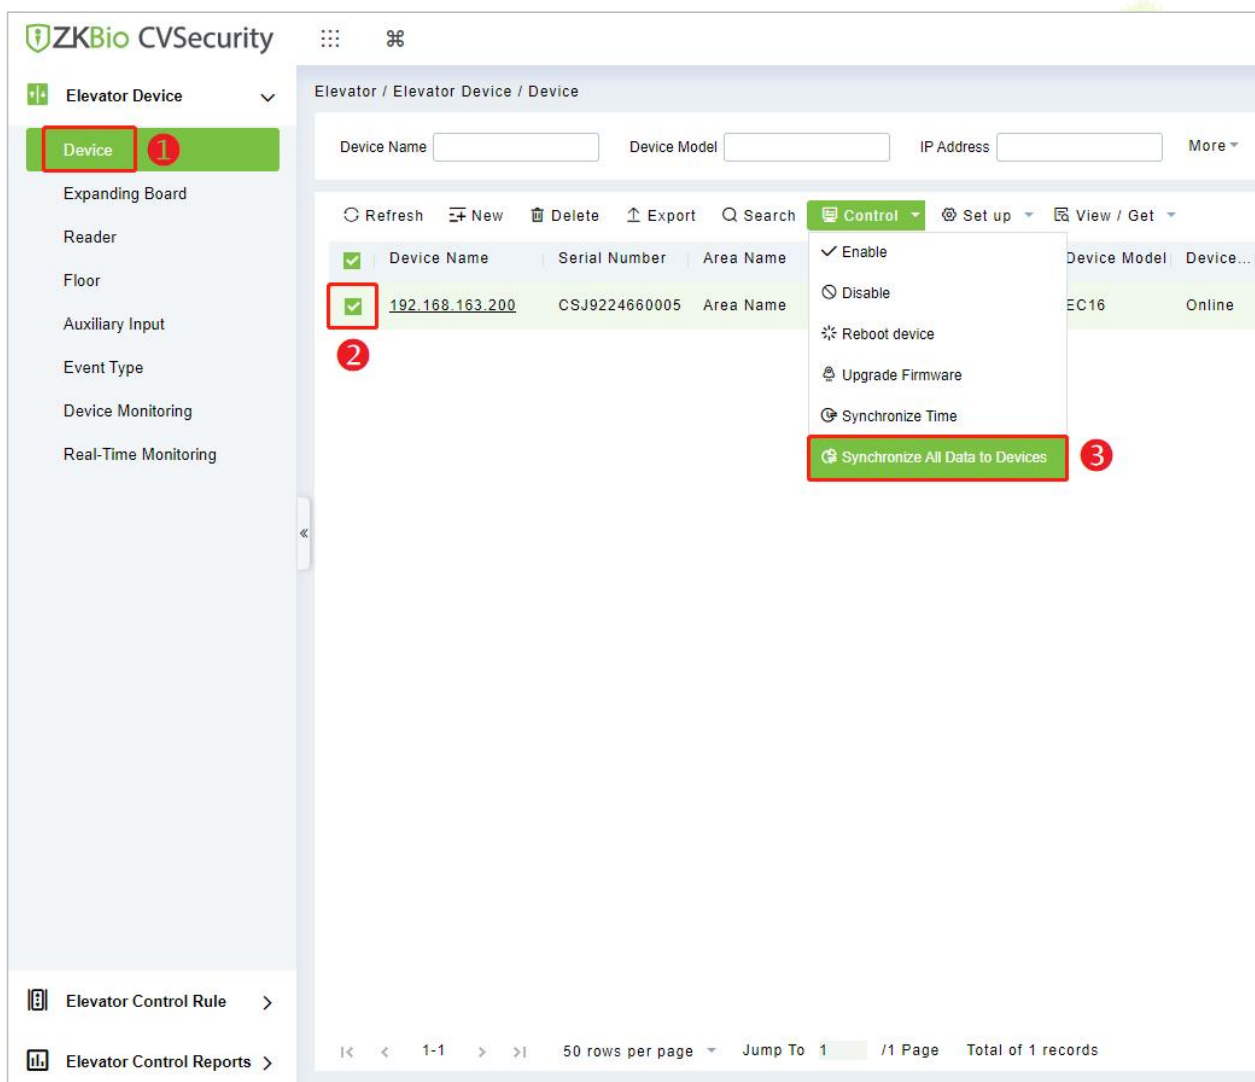 ZKBio CVSecurity
Elevator Device
Elevator / Elevator Device / Device
Device 1
Device Name Device Model IP Address More
Expanding Board
Reader
Floor
Auxiliary Input
Event Type
Device Monitoring
Real-Time Monitoring
Refresh New Delete Export Search Control Set up View / Get
Device Name Serial Number Area Name Device Model Device...
192.168.163.200 CSJ9224660005 Area Name EC16 Online
2
Enable
Disable
Reboot device
Upgrade Firmware
Synchronize Time
Synchronize All Data to Devices 3
Elevator Control Rule
Elevator Control Reports
1-1 50 rows per page Jump To 1 /1 Page Total of 1 records